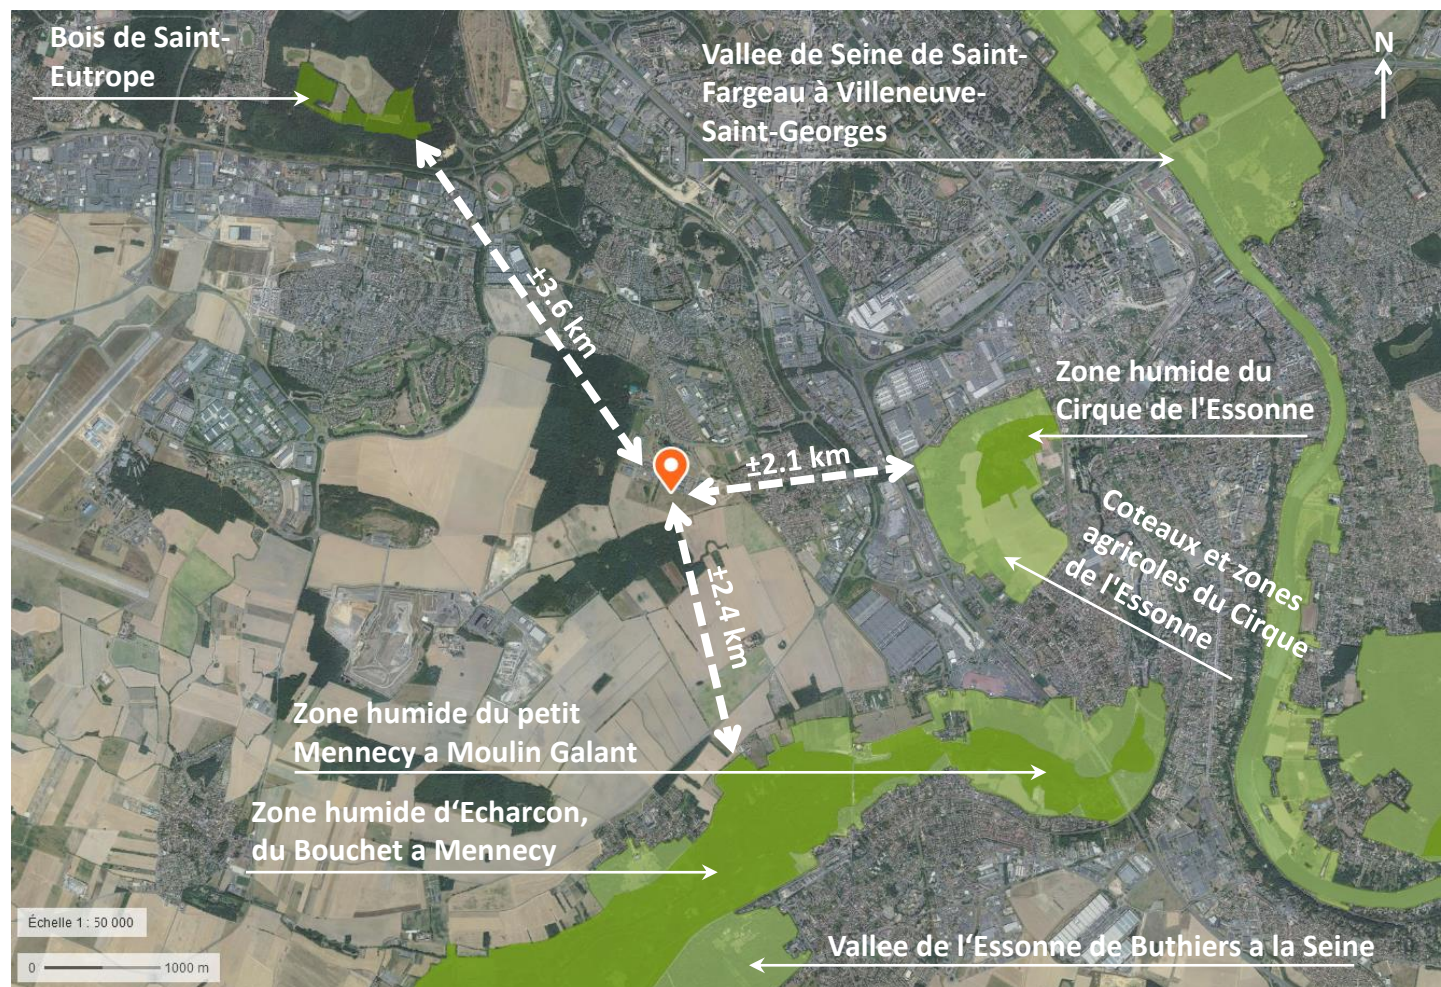 Bois de Saint-
Eutrope
Vallee de Seine de Saint-
Fargeau à Villeneuve-
Saint-Georges
N
±3.6 km
Zone humide du
Cirque de l'Essonne
±2.1 km
Coteaux et zones
agricoles du Cirque
de l'Essonne
±2.4 km
Zone humide du petit
Mennecy a Moulin Galant
Zone humide d‘Echarcon,
du Bouchet a Mennecy
Échelle 1 : 50 000
Vallee de l‘Essonne de Buthiers a la Seine
0 1000 m